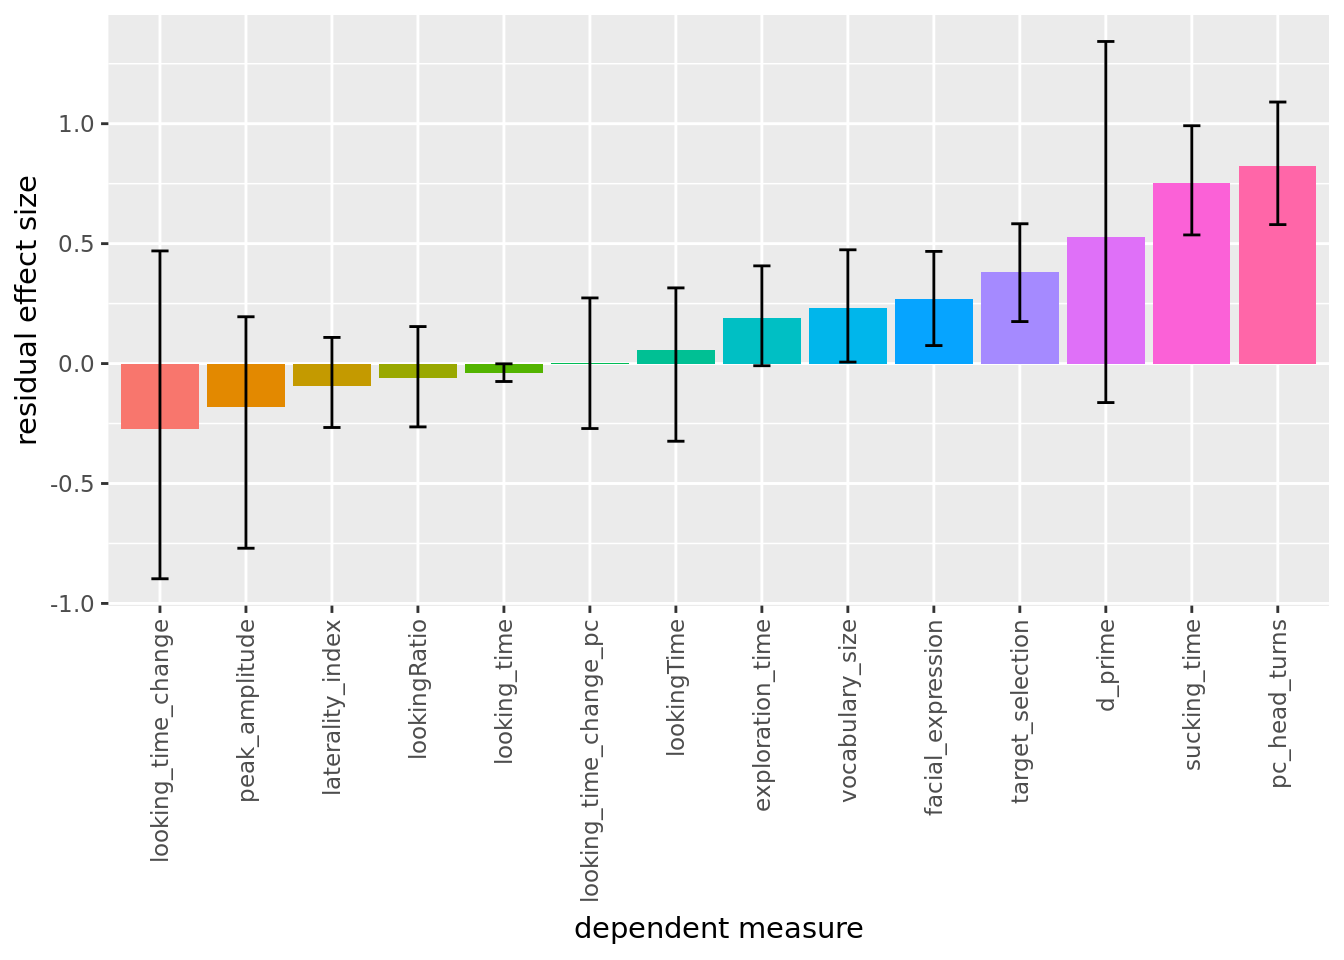 residual effect size
1.0
0.5
0.0
-0.5
-1.0
looking_time_change
peak_amplitude
laterality_index
lookingRatio
looking_time
looking_time_change_pc
lookingTime
exploration_time
vocabulary_size
facial_expression
target_selection
d_prime
sucking_time
pc_head_turns
dependent measure